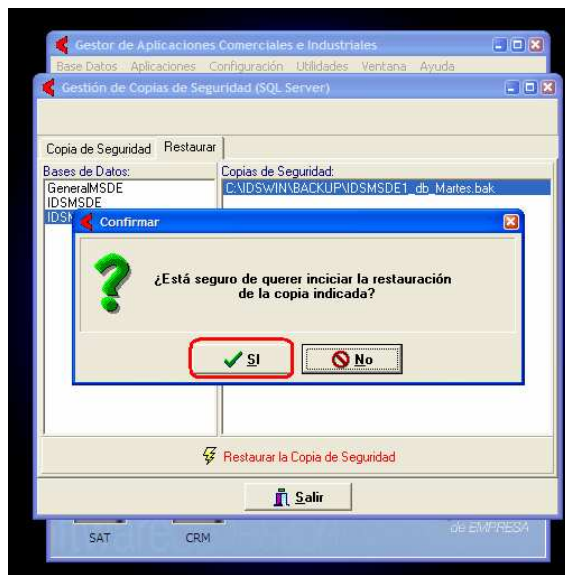 Gestor de Aplicaciones Comerciales e Industriales
Base Datos Aplicaciones Configuración Utilidades Ventana Ayuda
Gestión de Copias de Seguridad (SQL Server)
Copia de Seguridad Restaurar
Bases de Datos: Copias de Seguridad:
GeneralMSDE C:\IDSWIN\BACKUP\IDSMSDE1_db_Martes.bak
IDSMSDE
Confirmar
¿Está seguro de querer inciciar la restauración
de la copia indicada?
SI No
Restaurar la Copia de Seguridad
Salir
de EMPRESA
SAT CRM